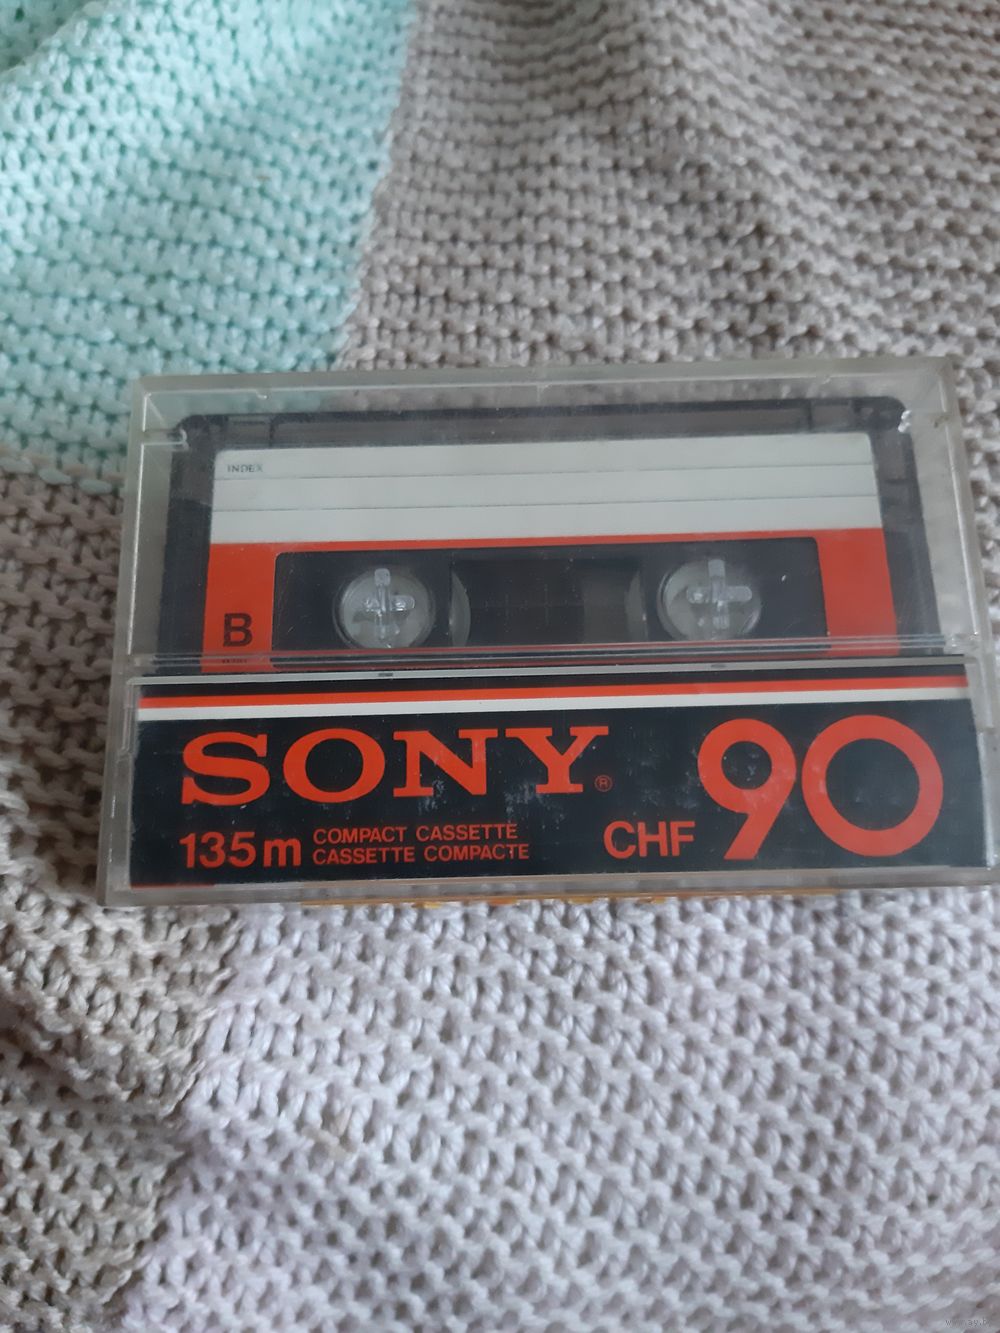 INDEX
B
SONY®
90
135m
COMPACT CASSETTE
CASSETTE COMPACTE
CHF